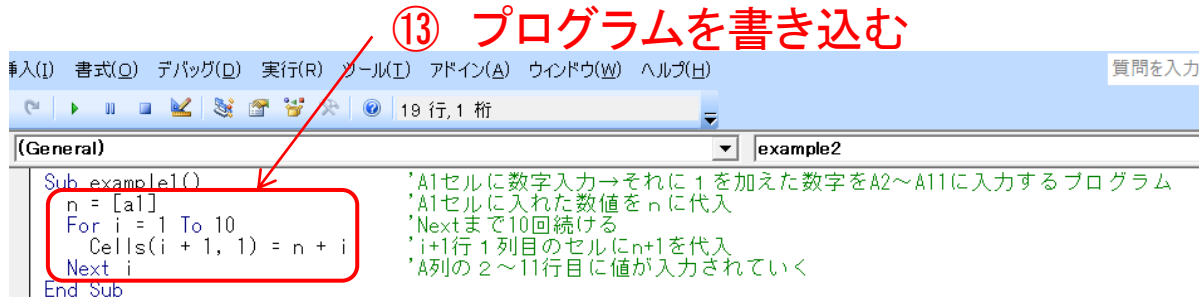 ⑬ プログラムを書き込む
挿入(I) 書式(O) デバッグ(D) 実行(R) ツール(T) アドイン(A) ウィンドウ(W) ヘルプ(H) 質問を入力
19 行,1 桁
(General) example2
Sub example1() 'A1セルに数字入力→それに１を加えた数字をA2～A11に入力するプログラム
n = [a1] 'A1セルに入れた数値をｎに代入
For i = 1 To 10 'Nextまで10回続ける
Cells(i + 1, 1) = n + i 'i+1行１列目のセルにn+1を代入
Next i 'A列の２～11行目に値が入力されていく
End Sub